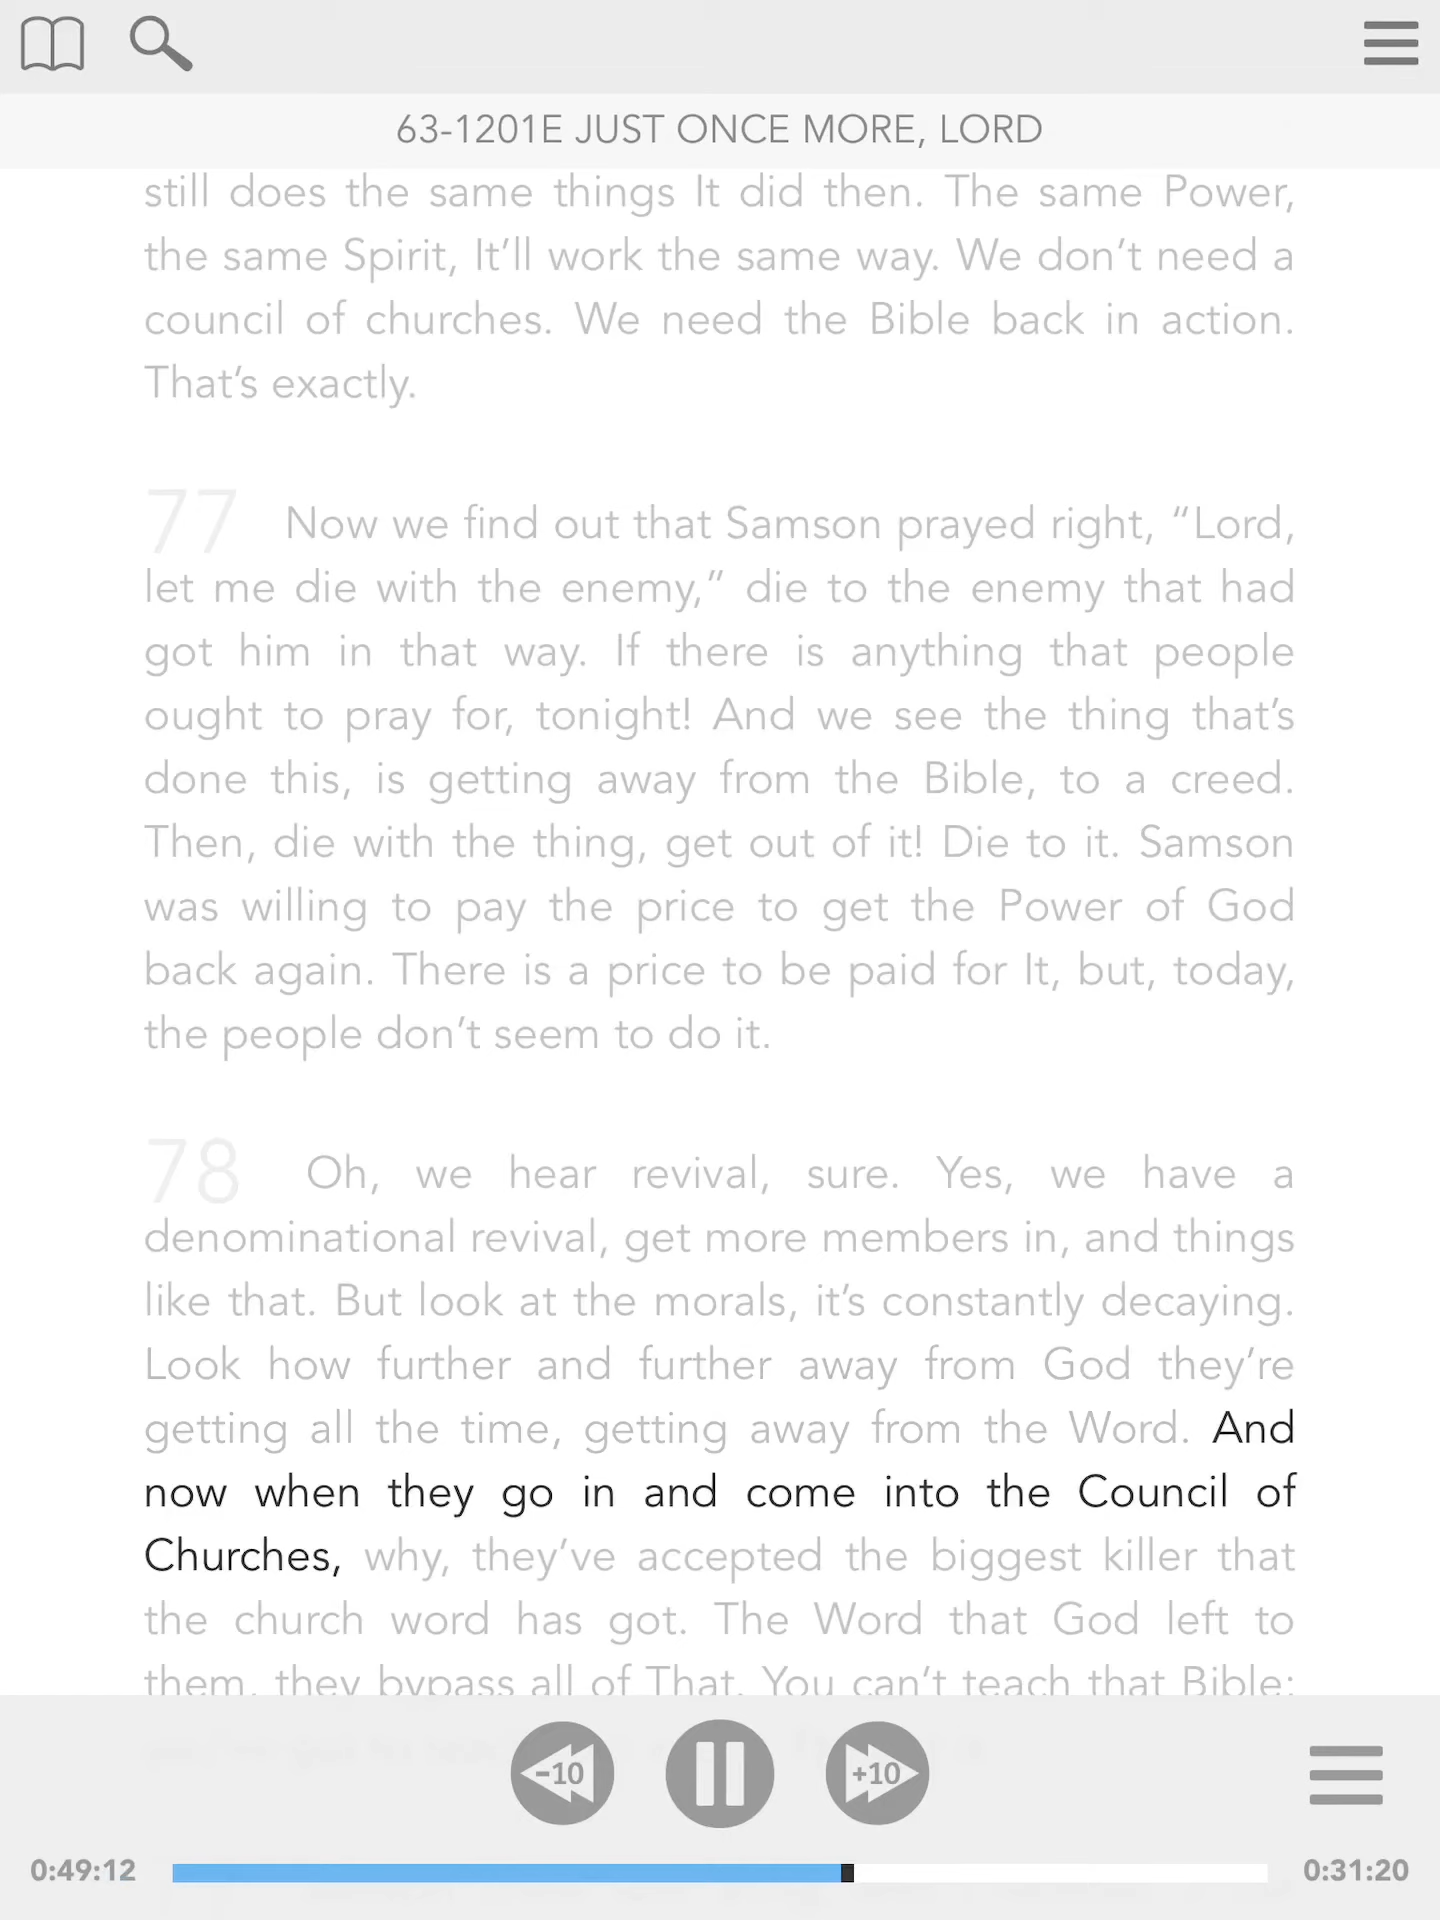 63-1201E JUST ONCE MORE, LORD
still does the same things It did then. The same Power,
the same Spirit, It’ll work the same way. We don’t need a
council of churches. We need the Bible back in action.
That’s exactly.
77 Now we find out that Samson prayed right, “Lord,
let me die with the enemy,” die to the enemy that had
got him in that way. If there is anything that people
ought to pray for, tonight! And we see the thing that’s
done this, is getting away from the Bible, to a creed.
Then, die with the thing, get out of it! Die to it. Samson
was willing to pay the price to get the Power of God
back again. There is a price to be paid for It, but, today,
the people don’t seem to do it.
78 Oh, we hear revival, sure. Yes, we have a
denominational revival, get more members in, and things
like that. But look at the morals, it’s constantly decaying.
Look how further and further away from God they’re
getting all the time, getting away from the Word. And
now when they go in and come into the Council of
Churches, why, they’ve accepted the biggest killer that
the church word has got. The Word that God left to
them, they bypass all of That. You can’t teach that Bible;
-10 +10
0:49:12 0:31:20